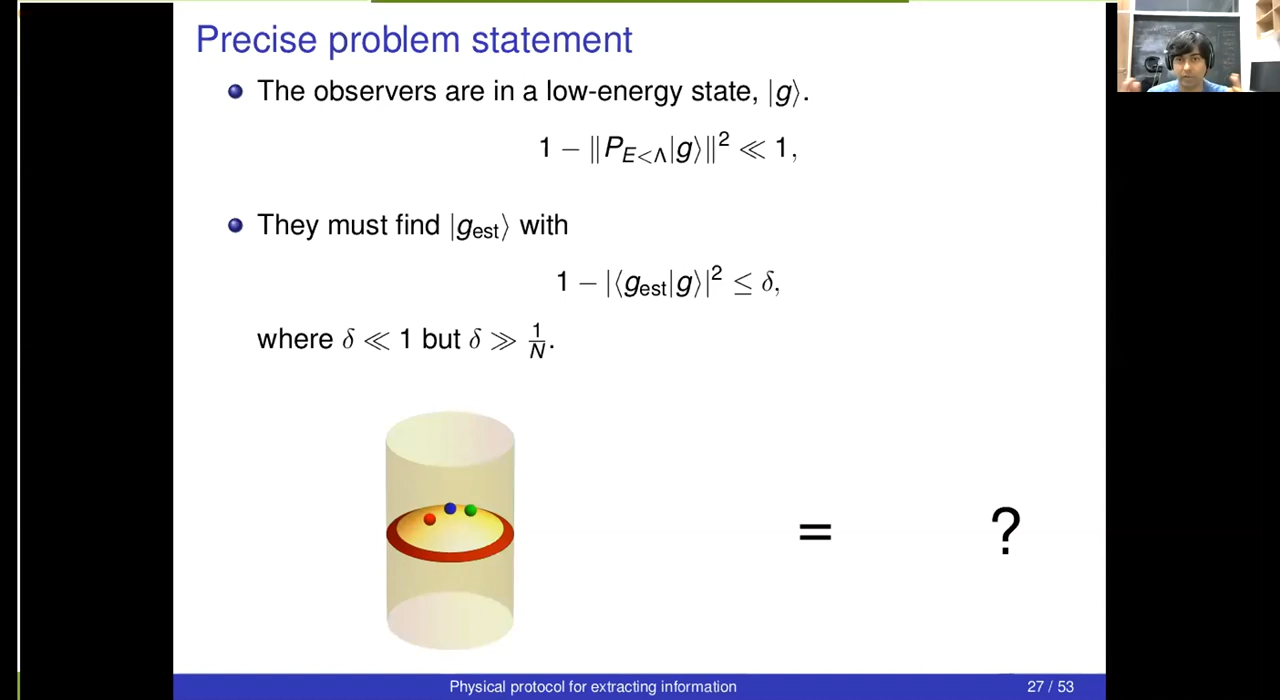 Precise problem statement
The observers are in a low-energy state, |g⟩.
1 − ‖P_{E<Λ}|g⟩‖² ≪ 1,
They must find |g_est⟩ with
1 − |⟨g_est|g⟩|² ≤ δ,
where δ ≪ 1 but δ ≫ 1/N.
= ?
Physical protocol for extracting information 27 / 53